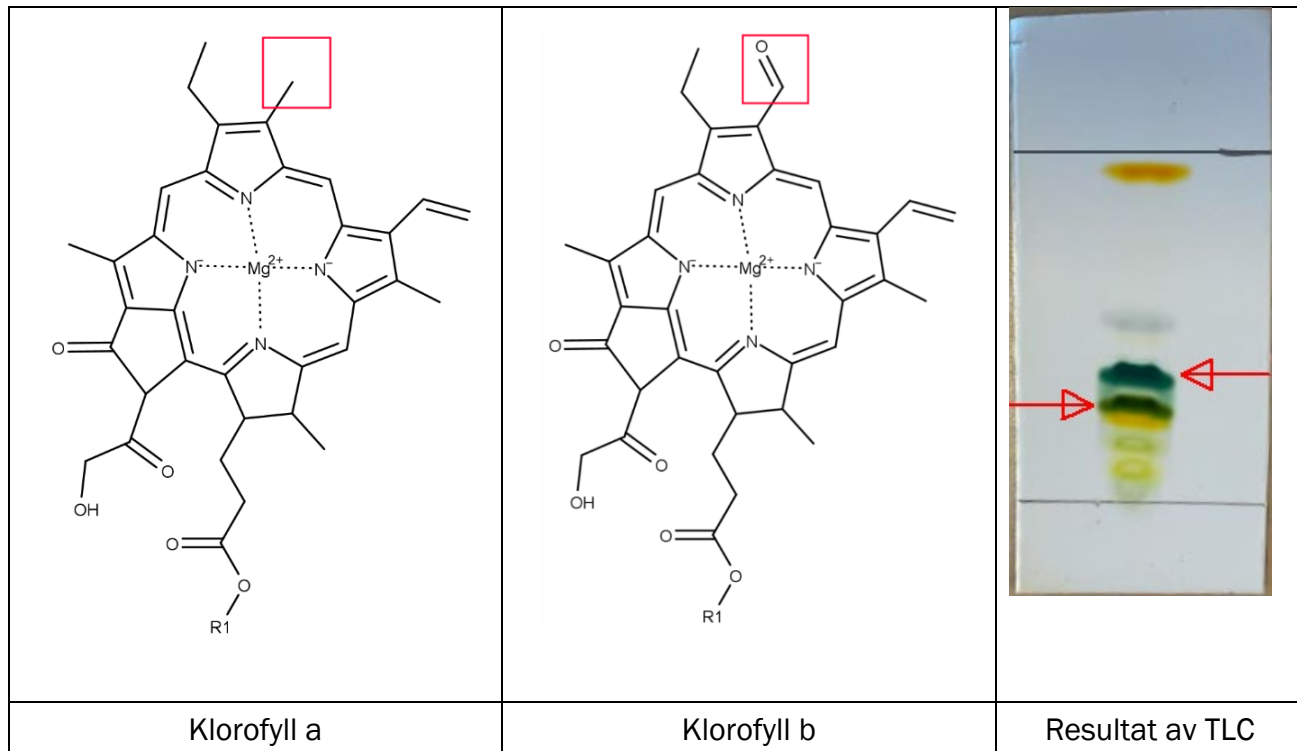 O
N
N-
Mg2+
N-
N
O
O
OH
O
O
R1
O
N
N-
Mg2+
N-
N
O
O
OH
O
O
R1
Klorofyll a
Klorofyll b
Resultat av TLC